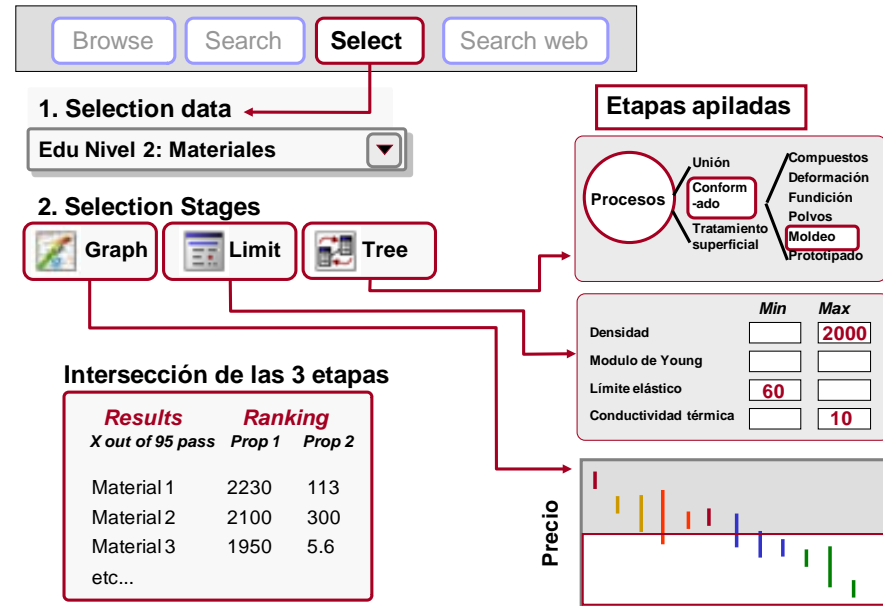 Browse Search Select Search web
1. Selection data
Edu Nivel 2: Materiales
2. Selection Stages
Graph Limit Tree
Intersección de las 3 etapas
Results Ranking
X out of 95 pass Prop 1 Prop 2
Material 1 2230 113
Material 2 2100 300
Material 3 1950 5.6
etc...
Etapas apiladas
Procesos
Unión
Conform
-ado
Tratamiento
superficial
Compuestos
Deformación
Fundición
Polvos
Moldeo
Prototipado
Min Max
Densidad 2000
Modulo de Young
Límite elástico 60
Conductividad térmica 10
Precio